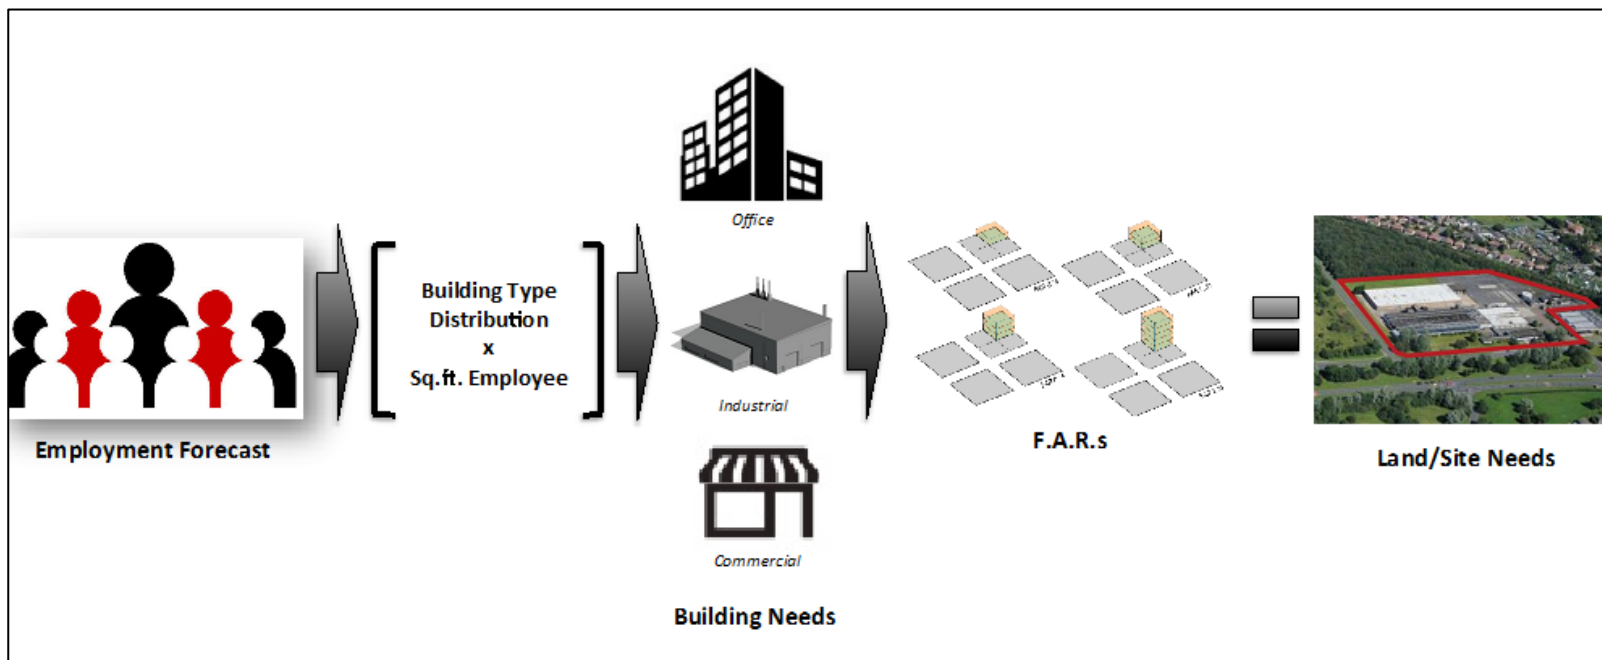 Employment Forecast
Building Type
Distribution
x
Sq.ft. Employee
Office
Industrial
Commercial
Building Needs
F.A.R.s
Land/Site Needs